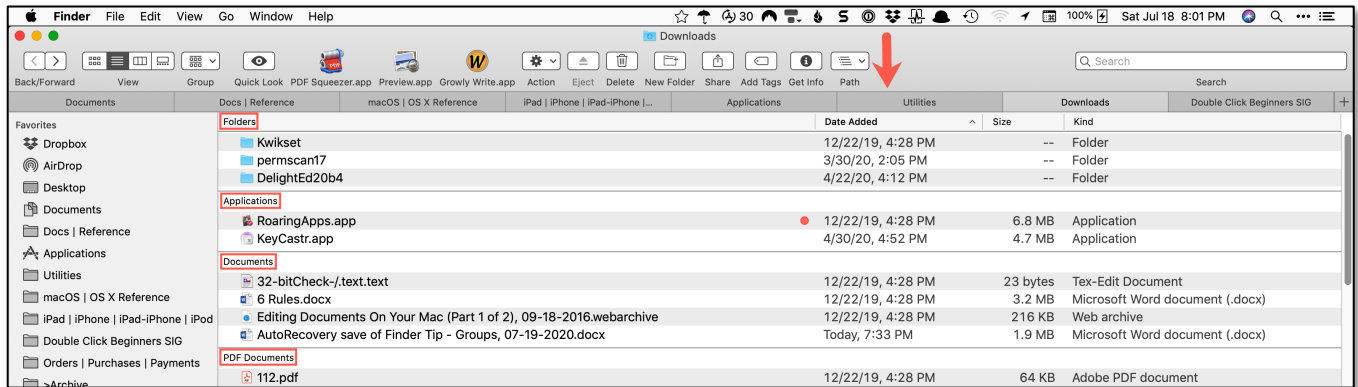 Finder File Edit View Go Window Help 30 100% Sat Jul 18 8:01 PM
Downloads
Back/Forward View Group Quick Look PDF Squeezer.app Preview.app Growly Write.app Action Eject Delete New Folder Share Add Tags Get Info Path Search
Search
Documents Docs | Reference macOS | OS X Reference iPad | iPhone | iPad-iPhone |... Applications Utilities Downloads Double Click Beginners SIG +
Favorites
Dropbox
AirDrop
Desktop
Documents
Docs | Reference
Applications
Utilities
macOS | OS X Reference
iPad | iPhone | iPad-iPhone | iPod
Double Click Beginners SIG
Orders | Purchases | Payments
>Archive
Folders Date Added Size Kind
Kwikset 12/22/19, 4:28 PM -- Folder
permscan17 3/30/20, 2:05 PM -- Folder
DelightEd20b4 4/22/20, 4:12 PM -- Folder
Applications
RoaringApps.app 12/22/19, 4:28 PM 6.8 MB Application
KeyCastr.app 4/30/20, 4:52 PM 4.7 MB Application
Documents
32-bitCheck-/.text.text 12/22/19, 4:28 PM 23 bytes Tex-Edit Document
6 Rules.docx 12/22/19, 4:28 PM 3.2 MB Microsoft Word document (.docx)
Editing Documents On Your Mac (Part 1 of 2), 09-18-2016.webarchive 12/22/19, 4:28 PM 216 KB Web archive
AutoRecovery save of Finder Tip - Groups, 07-19-2020.docx Today, 7:33 PM 1.9 MB Microsoft Word document (.docx)
PDF Documents
112.pdf 12/22/19, 4:28 PM 64 KB Adobe PDF document